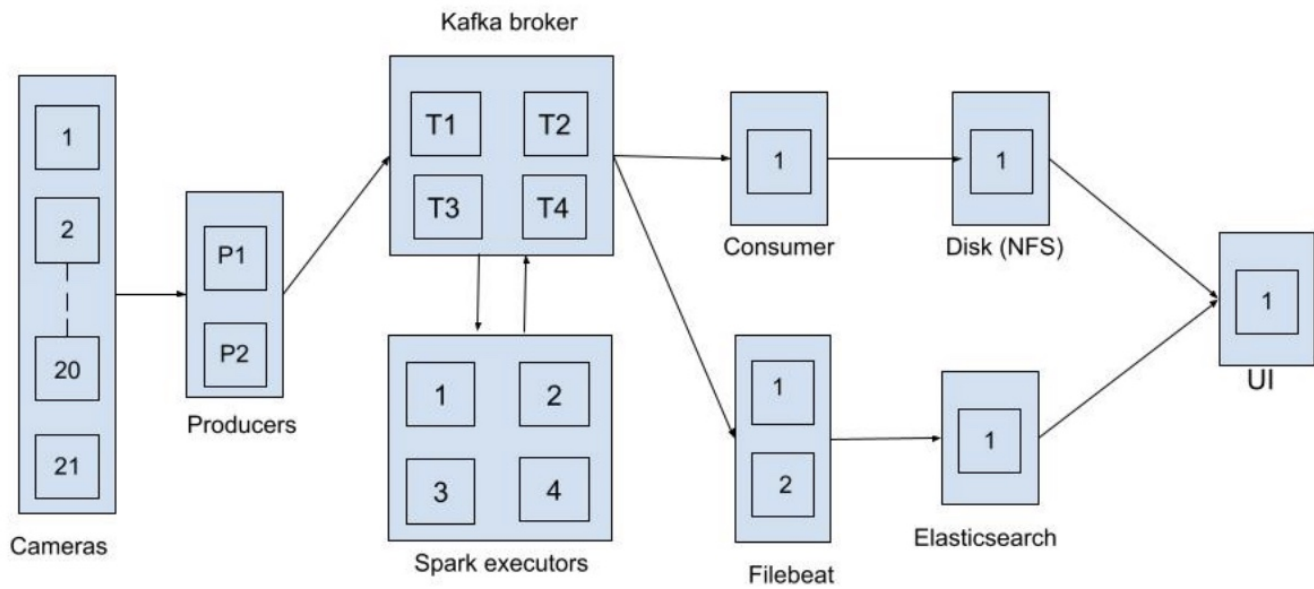 Kafka broker
1
2
20
21
Cameras
P1
P2
Producers
T1 T2
T3 T4
1 2
3 4
Spark executors
1
Consumer
1
Disk (NFS)
1
2
Filebeat
1
Elasticsearch
1
UI